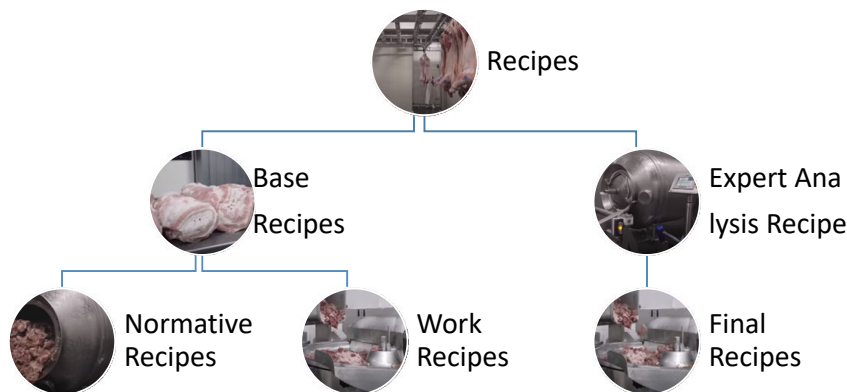 Recipes
Base
Recipes
Expert Ana
lysis Recipe
Normative
Recipes
Work
Recipes
Final
Recipes